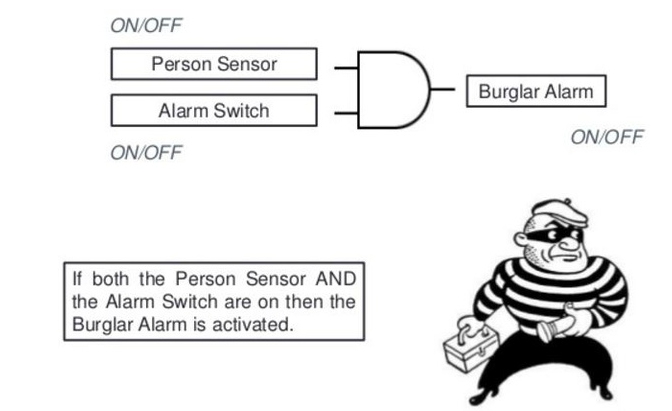 ON/OFF
Person Sensor
Alarm Switch
ON/OFF
Burglar Alarm
ON/OFF
If both the Person Sensor AND
the Alarm Switch are on then the
Burglar Alarm is activated.